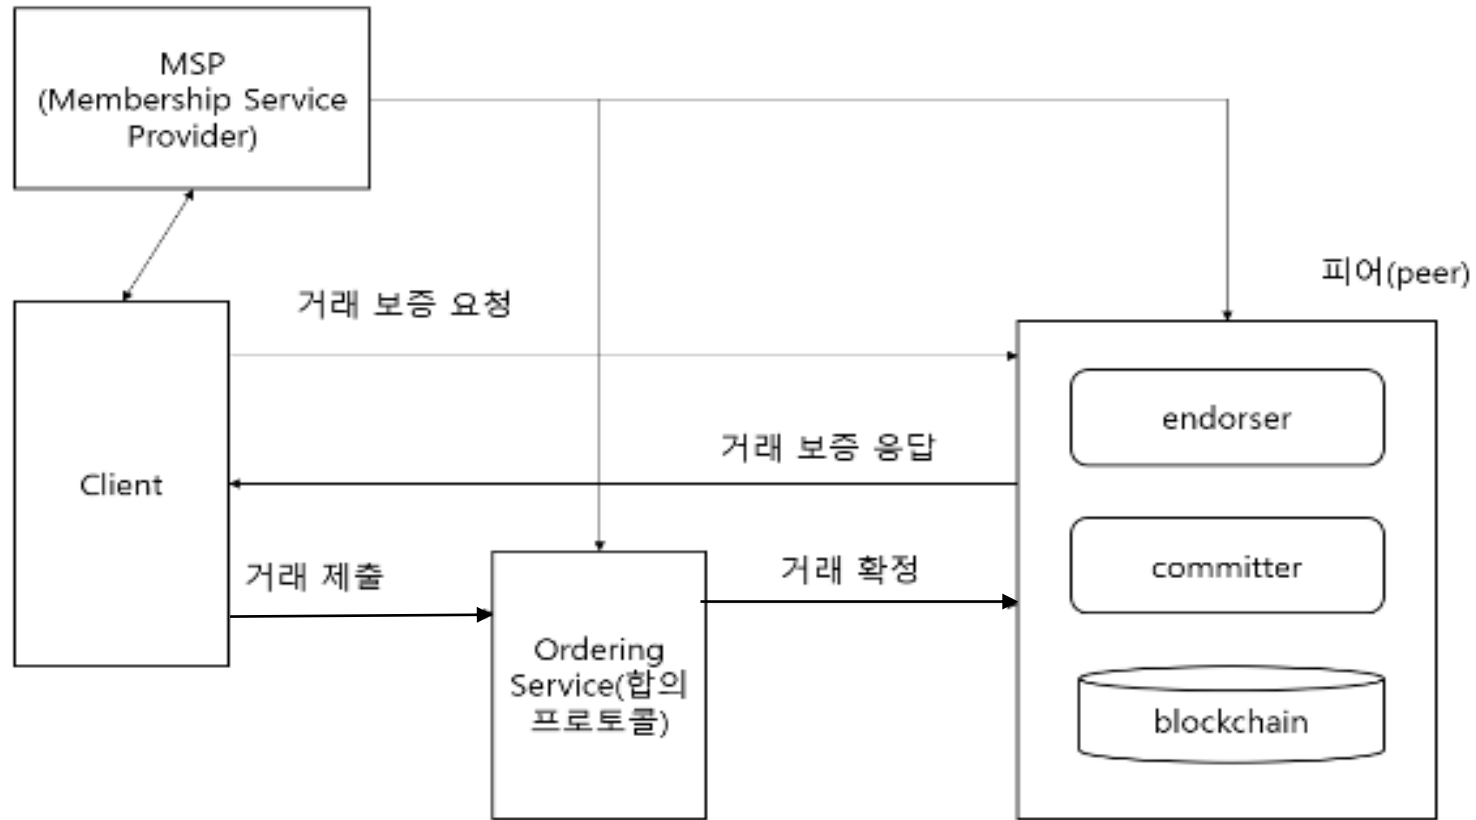 MSP
(Membership Service
Provider)
피어(peer)
거래 보증 요청
endorser
거래 보증 응답
Client
거래 제출
거래 확정
committer
Ordering
Service(합의
프로토콜)
blockchain